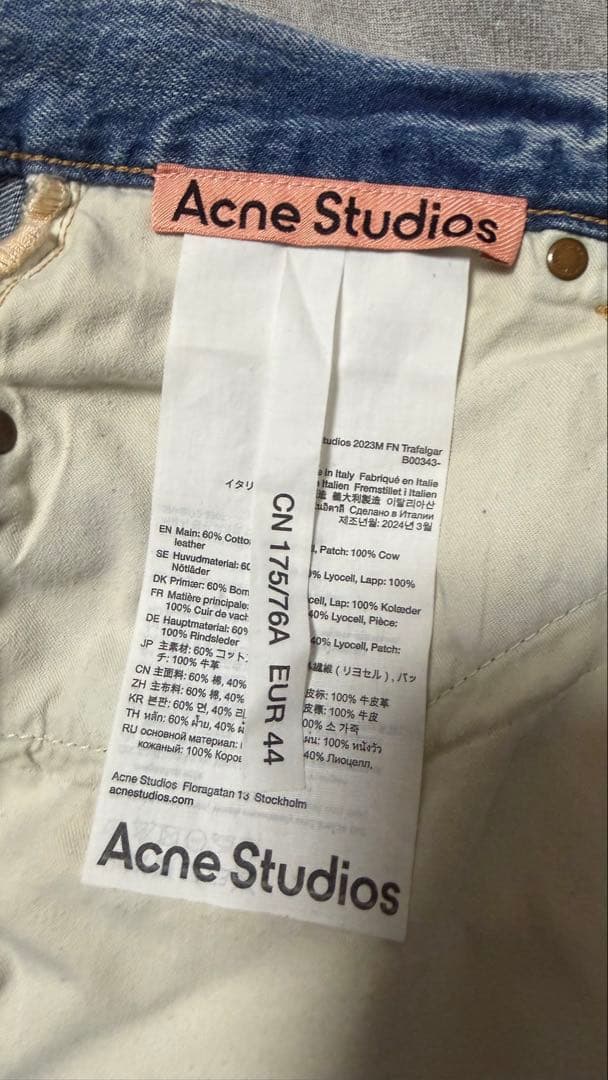 Acne Studios
tudios 2023M FN Trafalgar
B00343-
in Italy Fabriqué en Italie
Italien Fremstillet i Italien
イタリ
造 義大利製造 이탈리아산
Сделано в Италии
제조년월: 2024년 3월
CN 175/76A EUR 44
EN Main: 60% Cotto , Patch: 100% Cow
leather
SE Huvudmaterial: 60 % Lyocell, Lapp: 100%
Nötläder
DK Primær: 60% Bom cell, Lap: 100% Kolæder
FR Matière principale: 40% Lyocell, Pièce:
100% Cuir de vach
DE Hauptmaterial: 60% 40% Lyocell, Patch:
100% Rindsleder
JP 主素材: 60% コット 繊維 ( リヨセル ) , パッ
チ: 100% 牛革
CN 主面料: 60% 棉, 40% 皮标: 100% 牛皮革
ZH 主布料: 60% 棉, 40% 皮標: 100% 牛皮
KR 본판: 60% 면, 40% 00% 소 가죽
TH หลัก: 60% ฝ้าย, 40% 100% หนังวัว
RU основной материал: 40% Лиоцелл,
кожаный: 100% Коров
Acne Studios Floragatan 13 Stockholm
acnestudios.com
Acne Studios